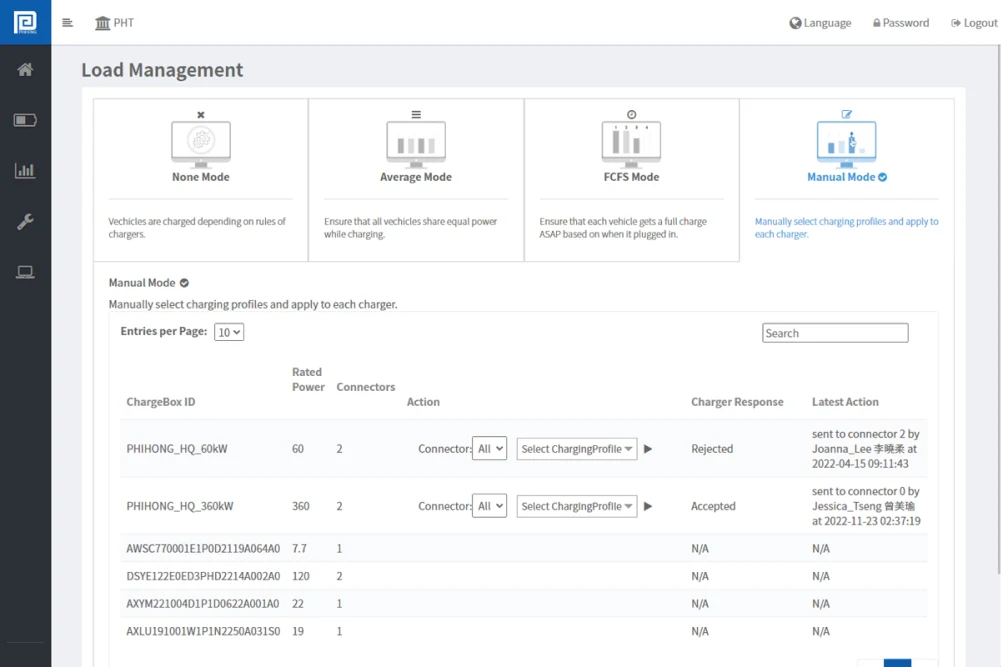 PHIHONG
PHT
Language
Password
Logout
Load Management
None Mode
Vechicles are charged depending on rules of
chargers.
Average Mode
Ensure that all vechicles share equal power
while charging.
1 2 3 4
FCFS Mode
Ensure that each vehicle gets a full charge
ASAP based on when it plugged in.
Manual Mode
Manually select charging profiles and apply to
each charger.
Manual Mode
Manually select charging profiles and apply to each charger.
Entries per Page: 10
Search
ChargeBox ID
Rated
Power
Connectors
Action
Charger Response
Latest Action
PHIHONG_HQ_60kW 60 2 Connector: All Select ChargingProfile Rejected
sent to connector 2 by
Joanna_Lee 李曉柔 at
2022-04-15 09:11:43
PHIHONG_HQ_360kW 360 2 Connector: All Select ChargingProfile Accepted
sent to connector 0 by
Jessica_Tseng 曾美瑜
at 2022-11-23 02:37:19
AWSC770001E1P0D2119A064A0 7.7 1 N/A N/A
DSYE122E0ED3PHD2214A002A0 120 2 N/A N/A
AXYM221004D1P1D0622A001A0 22 1 N/A N/A
AXLU191001W1P1N2250A031S0 19 1 N/A N/A